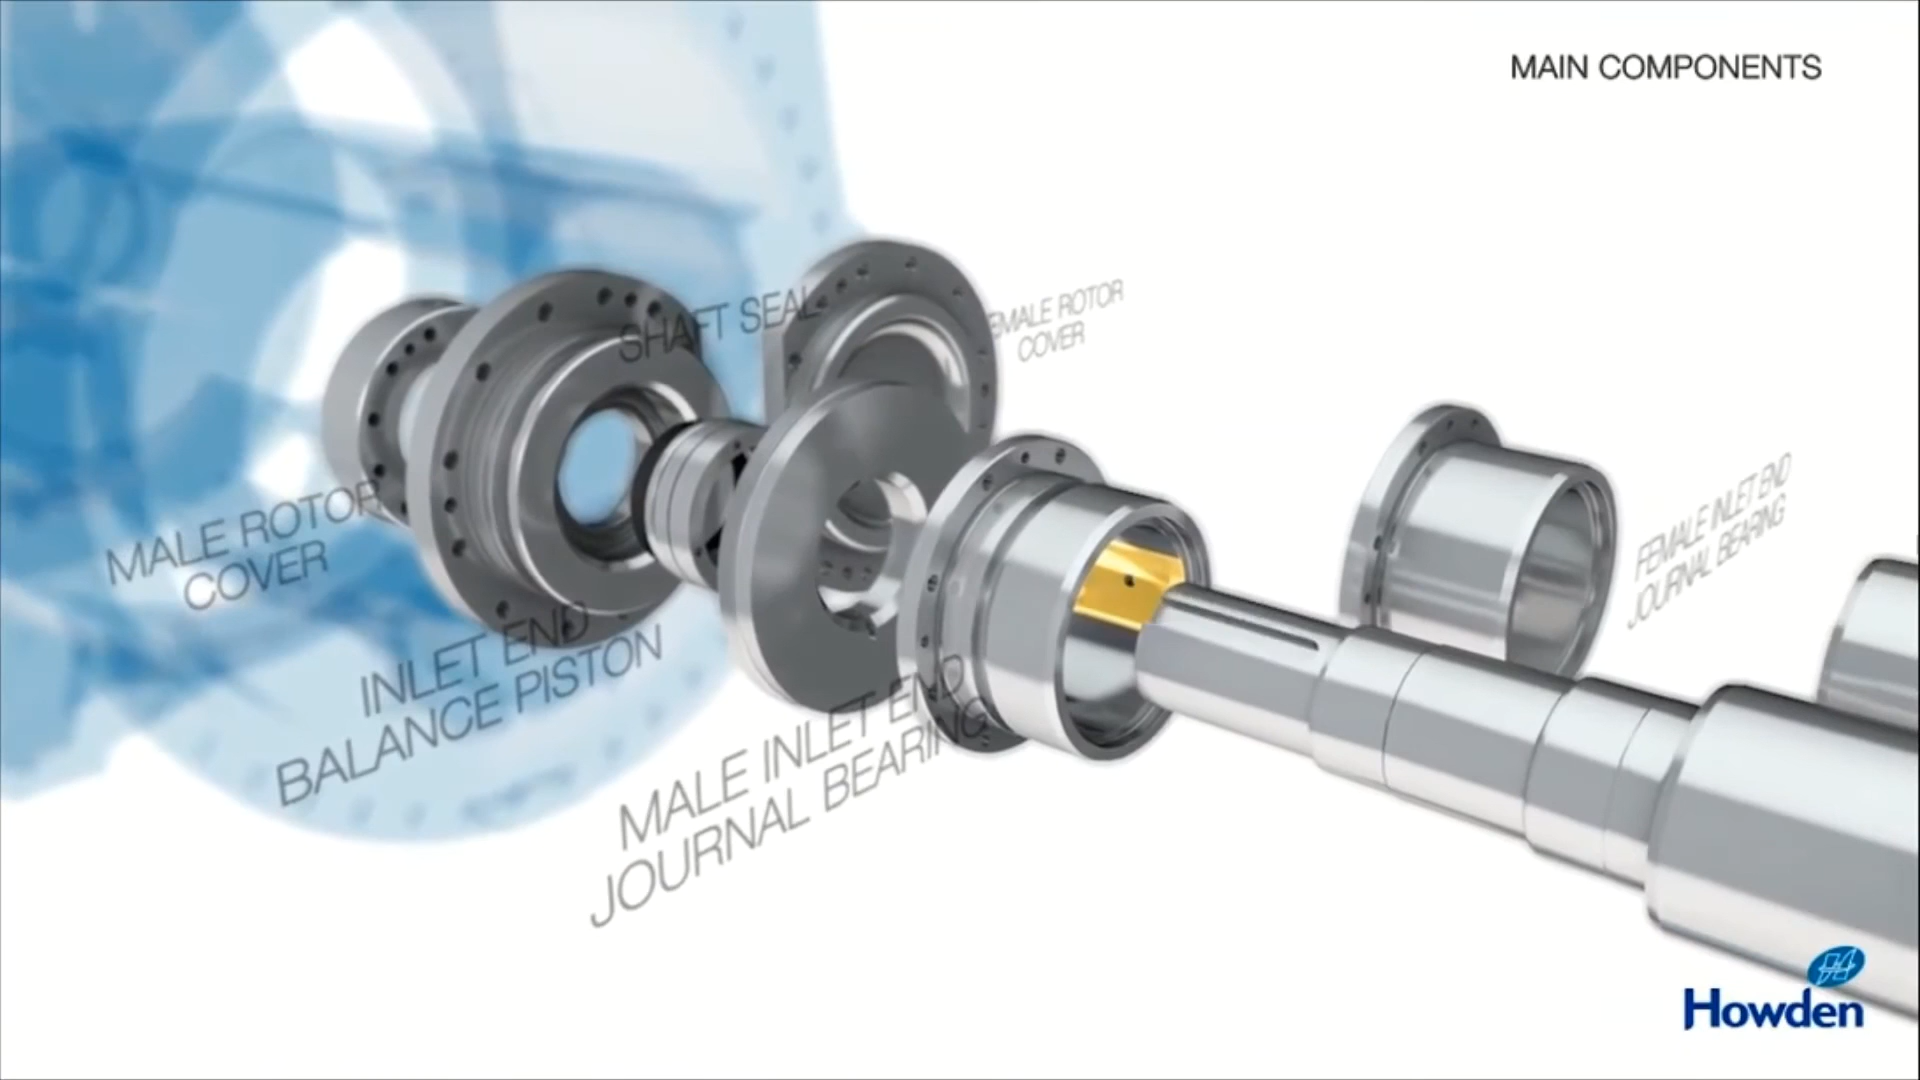 MAIN COMPONENTS
SHAFT SEAL
EMALE ROTOR
COVER
MALE ROTOR
COVER
FEMALE INLET END
JOURNAL BEARING
INLET END
BALANCE PISTON
MALE INLET END
JOURNAL BEARING
Howden